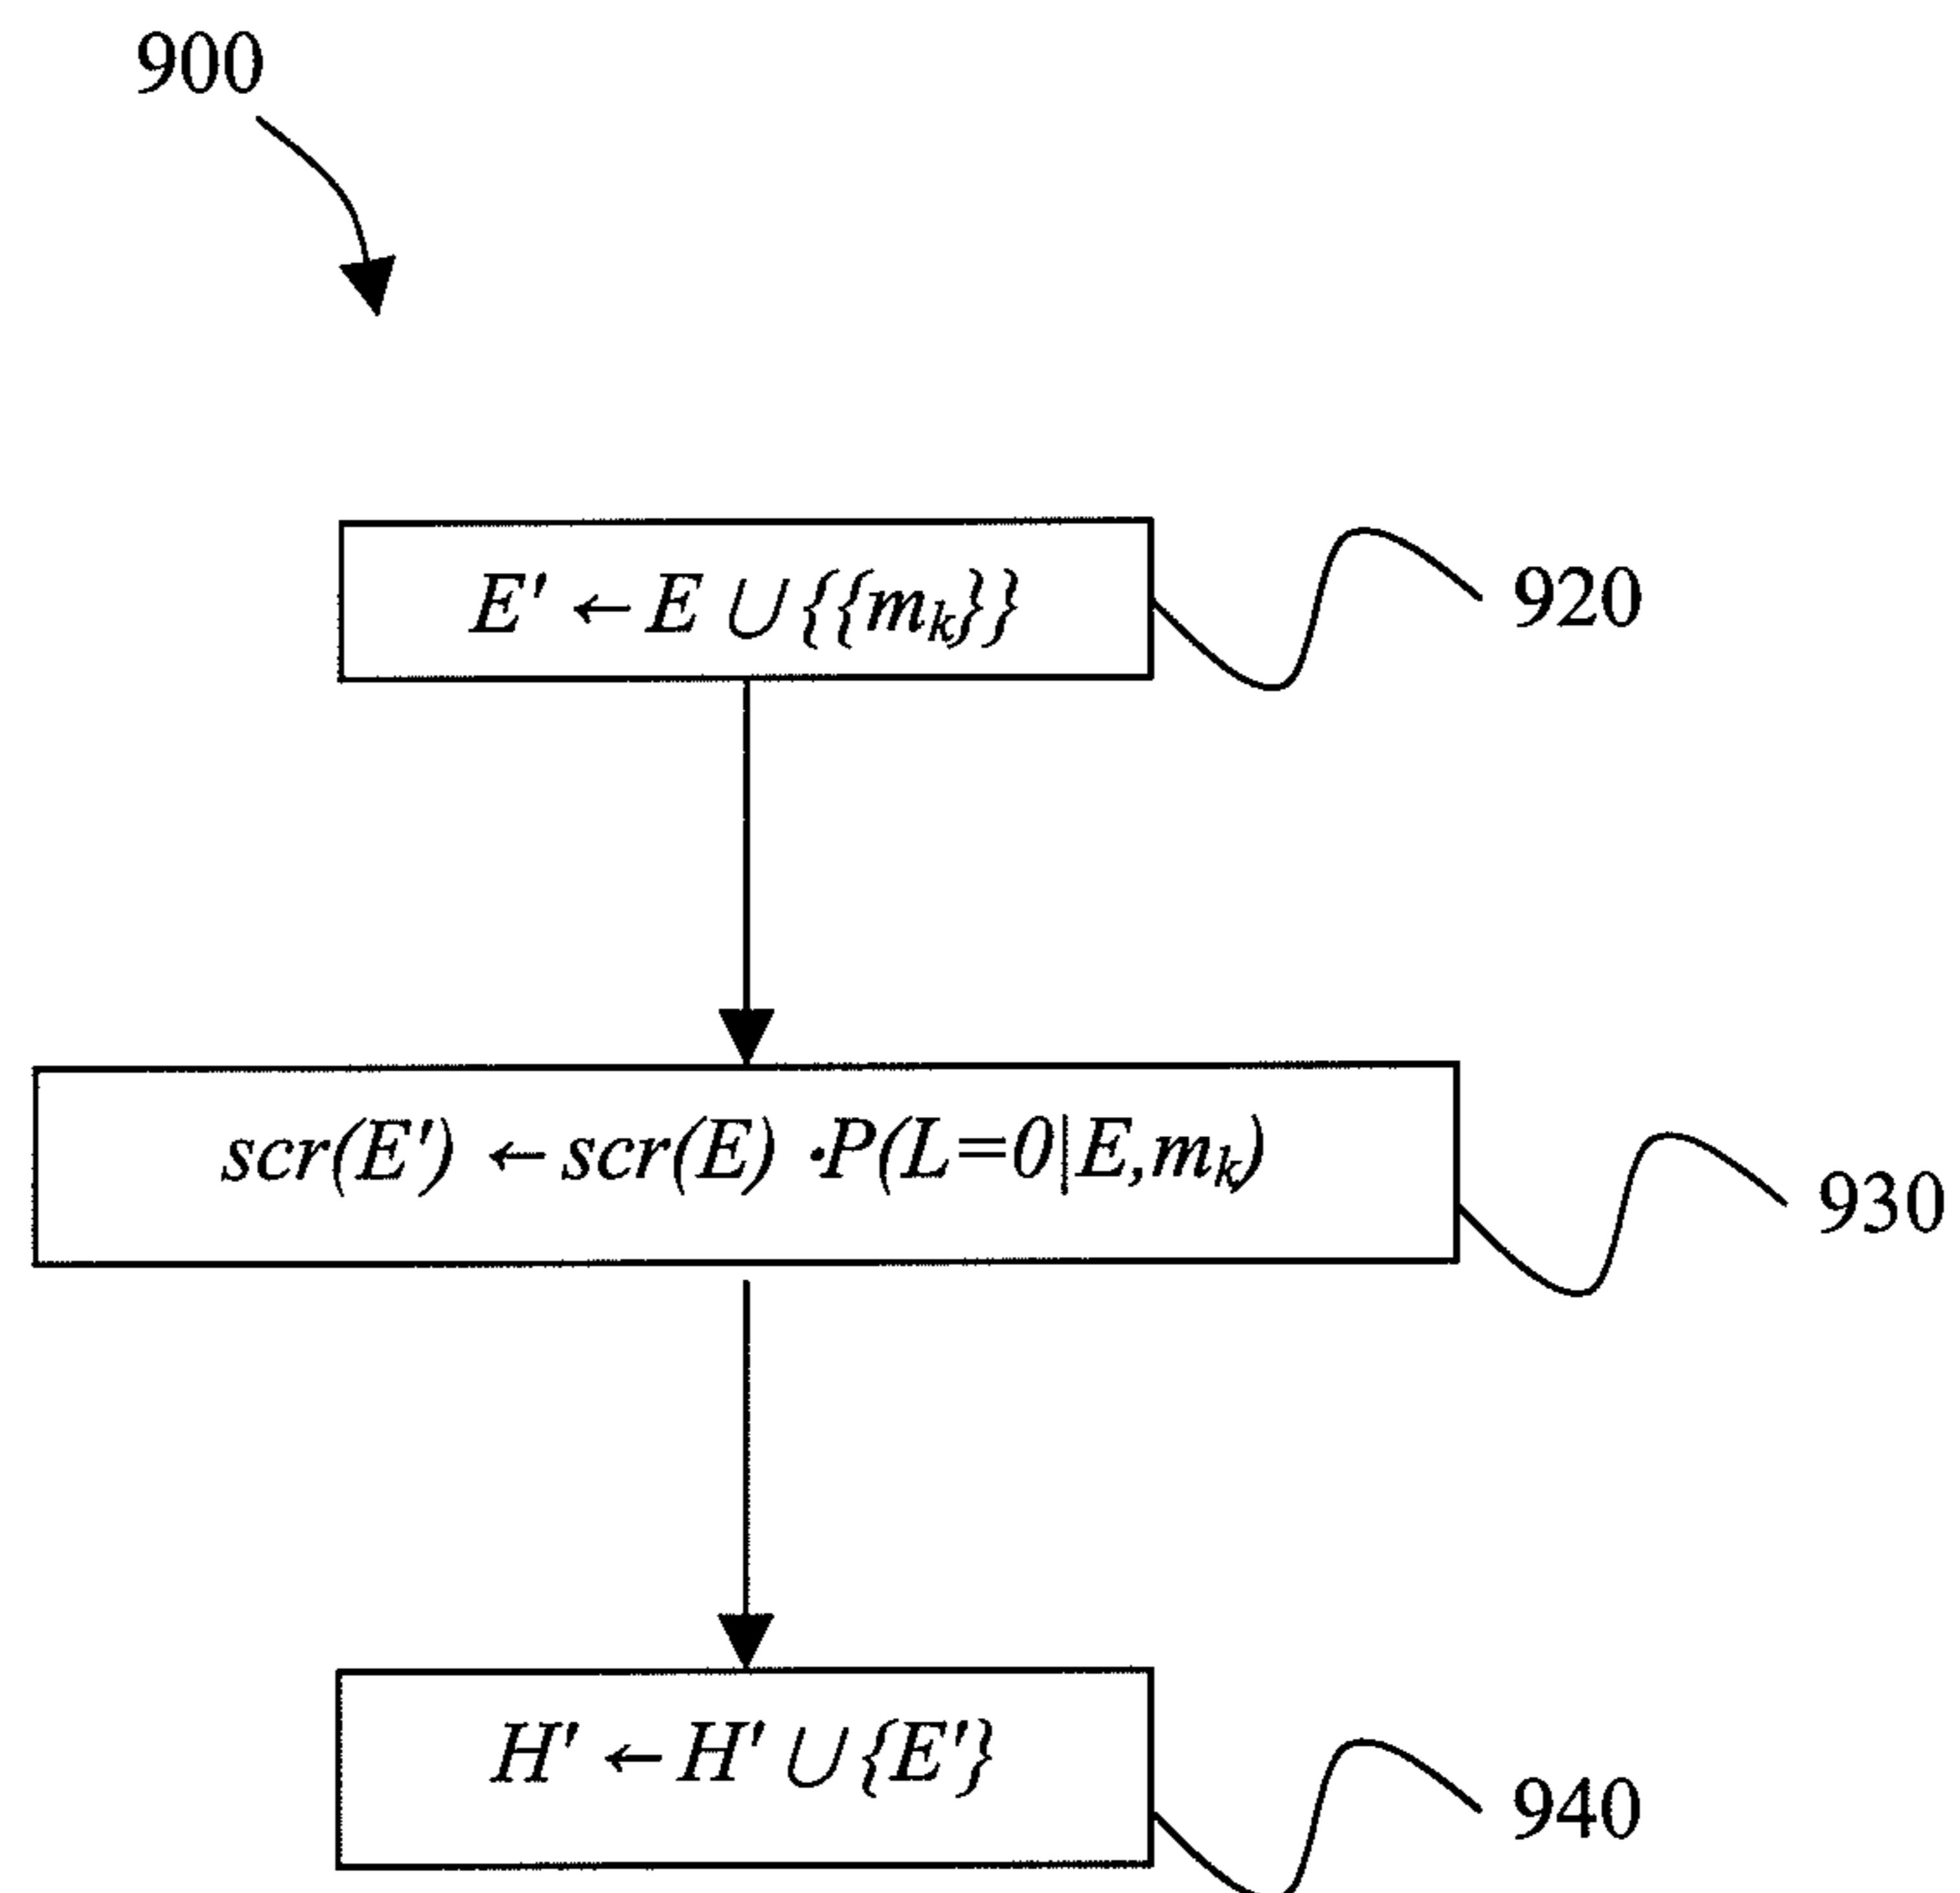 900
E' ← E ∪ {{mₖ}}
920
scr(E') ← scr(E) ·P(L=0|E,mₖ)
930
H' ← H' ∪ {E'}
940